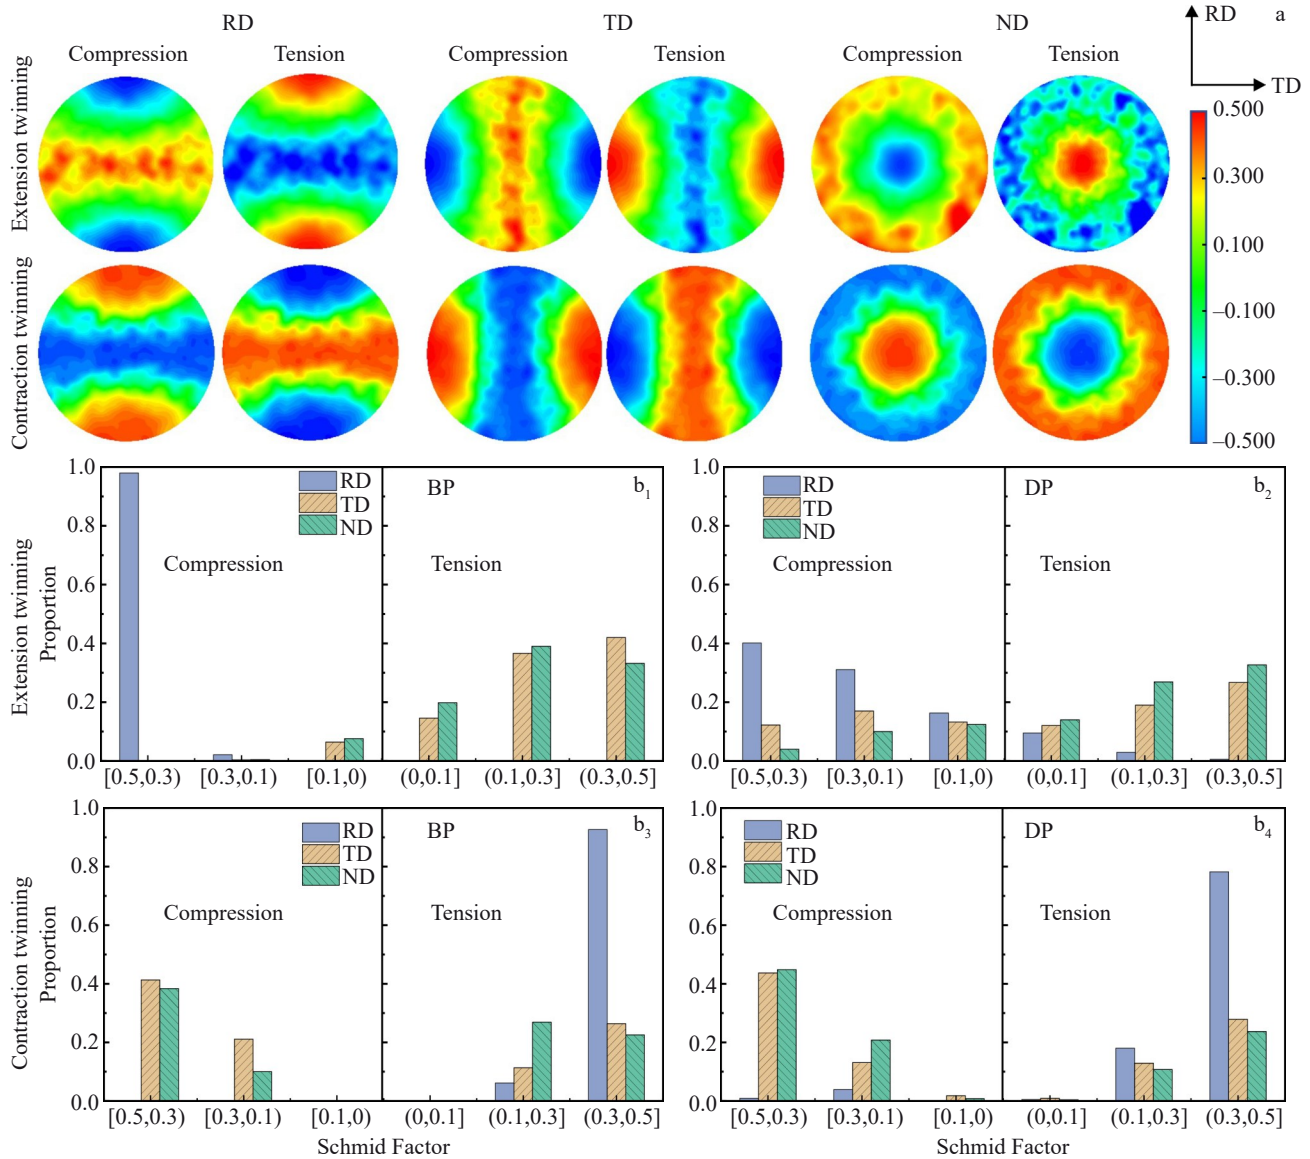 RD TD ND RD a
Compression Tension Compression Tension Compression Tension
TD
Extension twinning
0.500
0.300
0.100
–0.100
–0.300
–0.500
Contraction twinning
1.0
0.8
0.6
0.4
0.2
0.0
Extension twinning
Proportion
RD
TD
ND
BP b1
Compression Tension
[0.5,0.3) [0.3,0.1) [0.1,0) (0,0.1] (0.1,0.3] (0.3,0.5]
1.0
0.8
0.6
0.4
0.2
0.0
RD
TD
ND
DP b2
Compression Tension
[0.5,0.3) [0.3,0.1) [0.1,0) (0,0.1] (0.1,0.3] (0.3,0.5]
1.0
0.8
0.6
0.4
0.2
0.0
Contraction twinning
Proportion
RD
TD
ND
BP b3
Compression Tension
[0.5,0.3) [0.3,0.1) [0.1,0) (0,0.1] (0.1,0.3] (0.3,0.5]
Schmid Factor
1.0
0.8
0.6
0.4
0.2
0.0
RD
TD
ND
DP b4
Compression Tension
[0.5,0.3) [0.3,0.1) [0.1,0) (0,0.1] (0.1,0.3] (0.3,0.5]
Schmid Factor